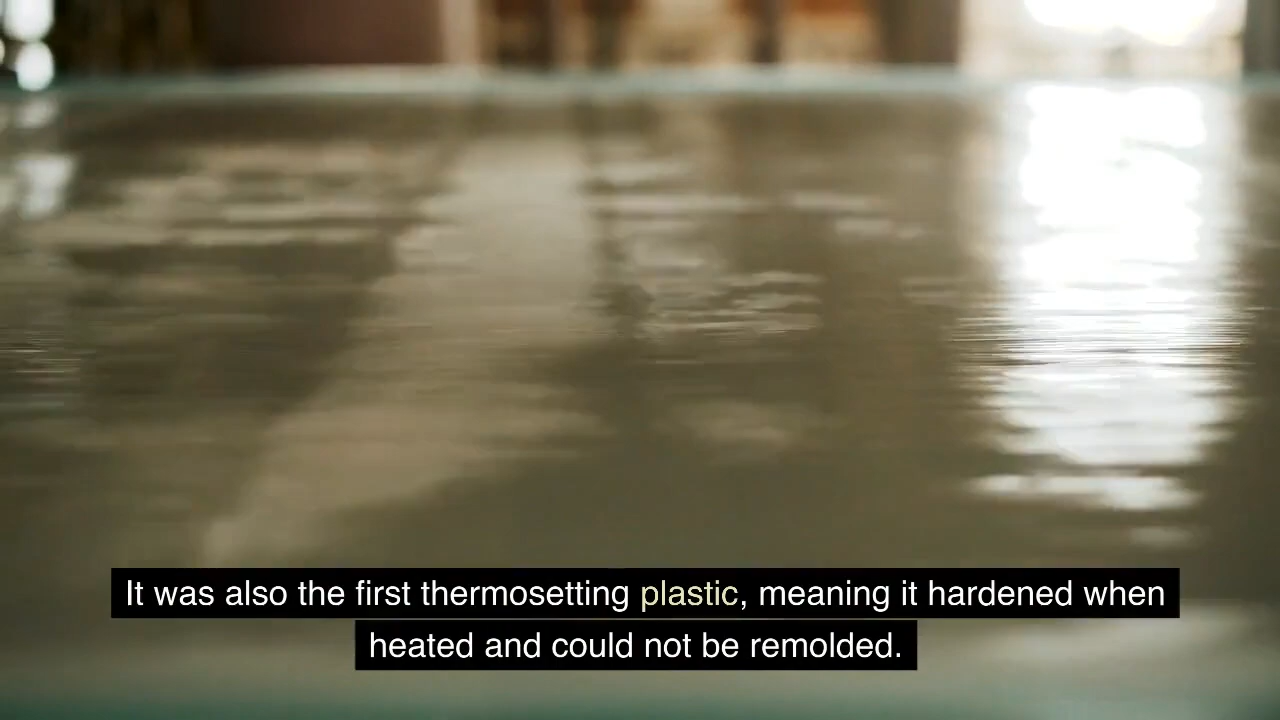 It was also the first thermosetting plastic, meaning it hardened when
heated and could not be remolded.